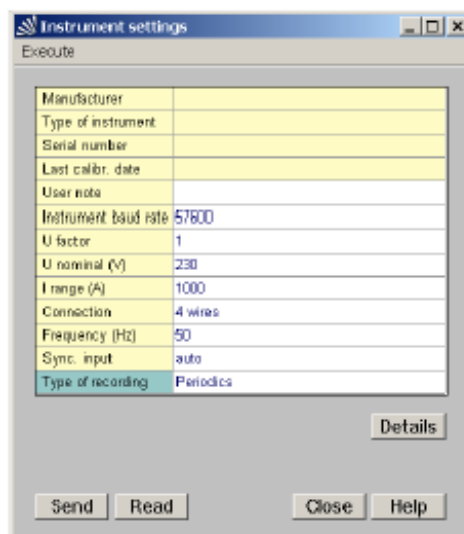 Instrument settings
Execute
Manufacturer
Type of instrument
Serial number
Last calibr. date
User note
Instrument baud rate 57600
U factor 1
U nominal (V) 230
I range (A) 1000
Connection 4 wires
Frequency (Hz) 50
Sync. input auto
Type of recording Periodics
Details
Send Read Close Help